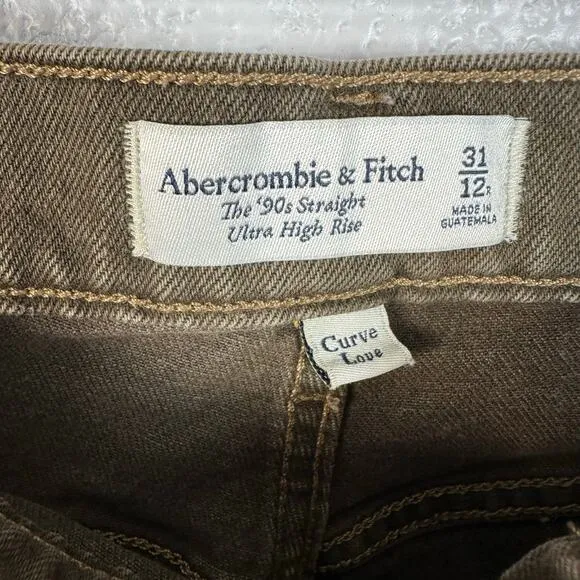 Abercrombie & Fitch
The '90s Straight
Ultra High Rise
31
12R
MADE IN
GUATEMALA
Curve
Love